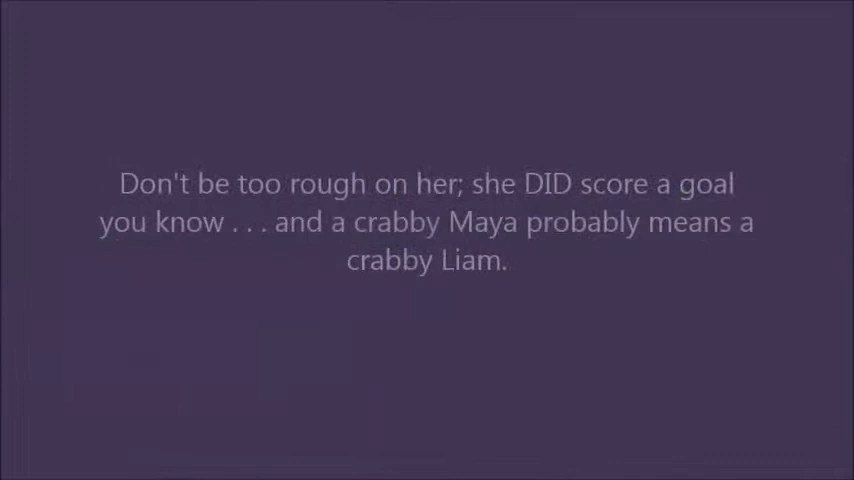 Don't be too rough on her; she DID score a goal
you know . . . and a crabby Maya probably means a
crabby Liam.